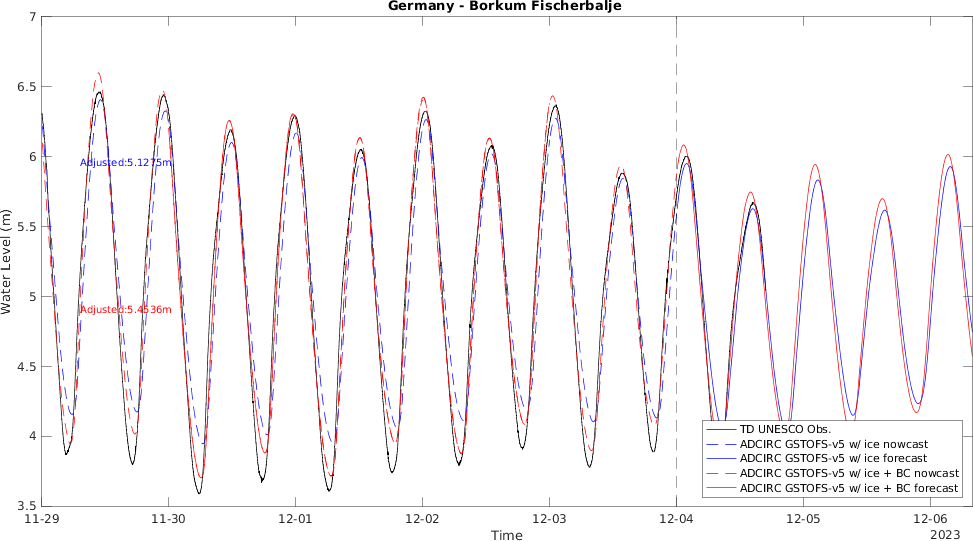 Germany - Borkum Fischerbalje
7
6.5
6
5.5
5
4.5
4
3.5
Water Level (m)
Adjusted:5.1275m
Adjusted:5.4536m
TD UNESCO Obs.
ADCIRC GSTOFS-v5 w/ ice nowcast
ADCIRC GSTOFS-v5 w/ ice forecast
ADCIRC GSTOFS-v5 w/ ice + BC nowcast
ADCIRC GSTOFS-v5 w/ ice + BC forecast
11-29 11-30 12-01 12-02 12-03 12-04 12-05 12-06
Time
2023